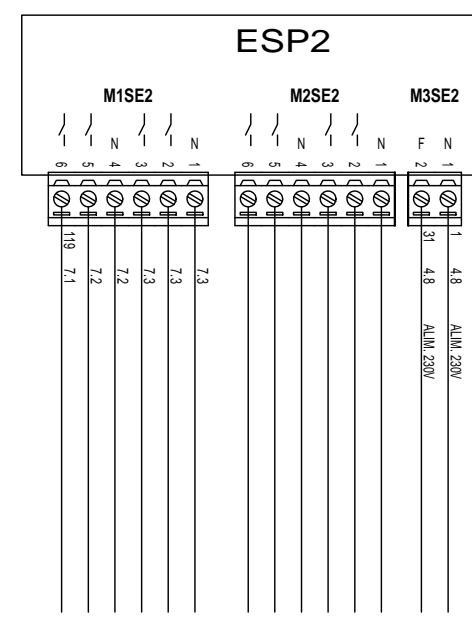 ESP2
M1SE2 M2SE2 M3SE2
N N N N F N
6 5 4 3 2 1 6 5 4 3 2 1 2 1
119 31 1
7.1 7.2 7.2 7.3 7.3 7.3 4.8 4.8
ALIM. 230V ALIM. 230V